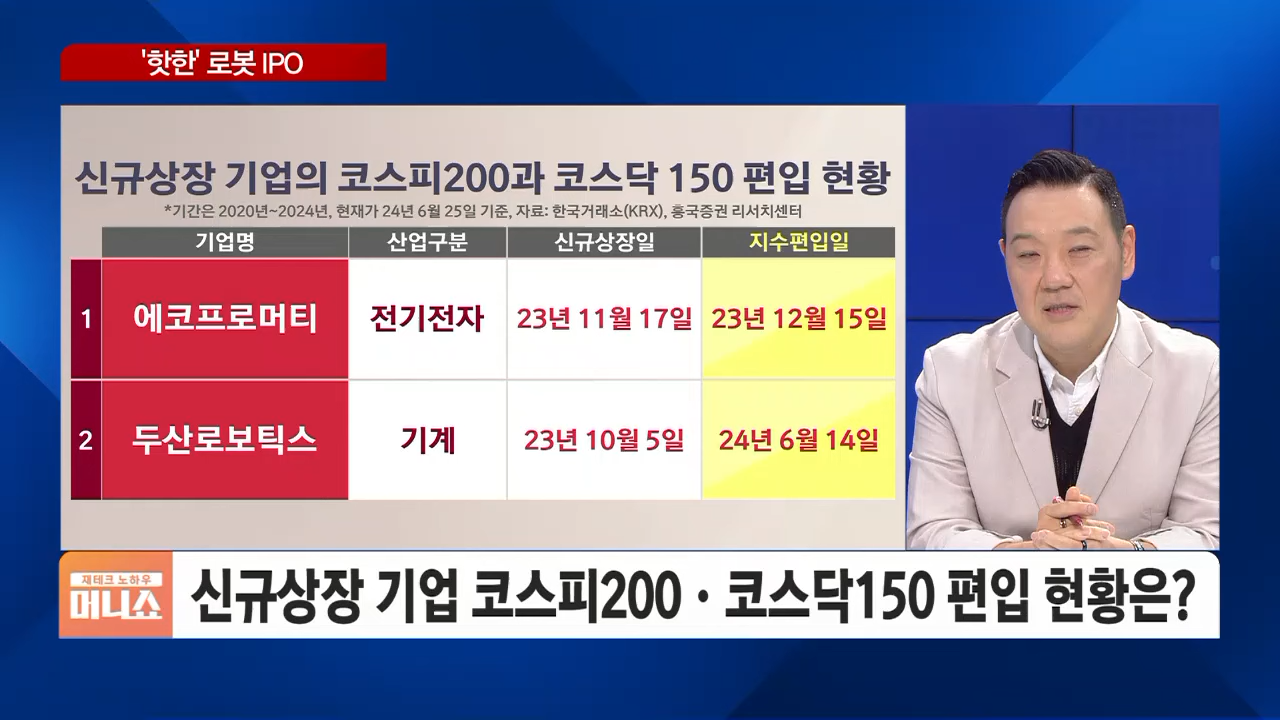 '핫한' 로봇 IPO
신규상장 기업의 코스피200과 코스닥 150 편입 현황
*기간은 2020년~2024년, 현재가 24년 6월 25일 기준, 자료: 한국거래소(KRX), 흥국증권 리서치센터
기업명 산업구분 신규상장일 지수편입일
1 에코프로머티 전기전자 23년 11월 17일 23년 12월 15일
2 두산로보틱스 기계 23년 10월 5일 24년 6월 14일
재테크 노하우
머니쇼
신규상장 기업 코스피200·코스닥150 편입 현황은?